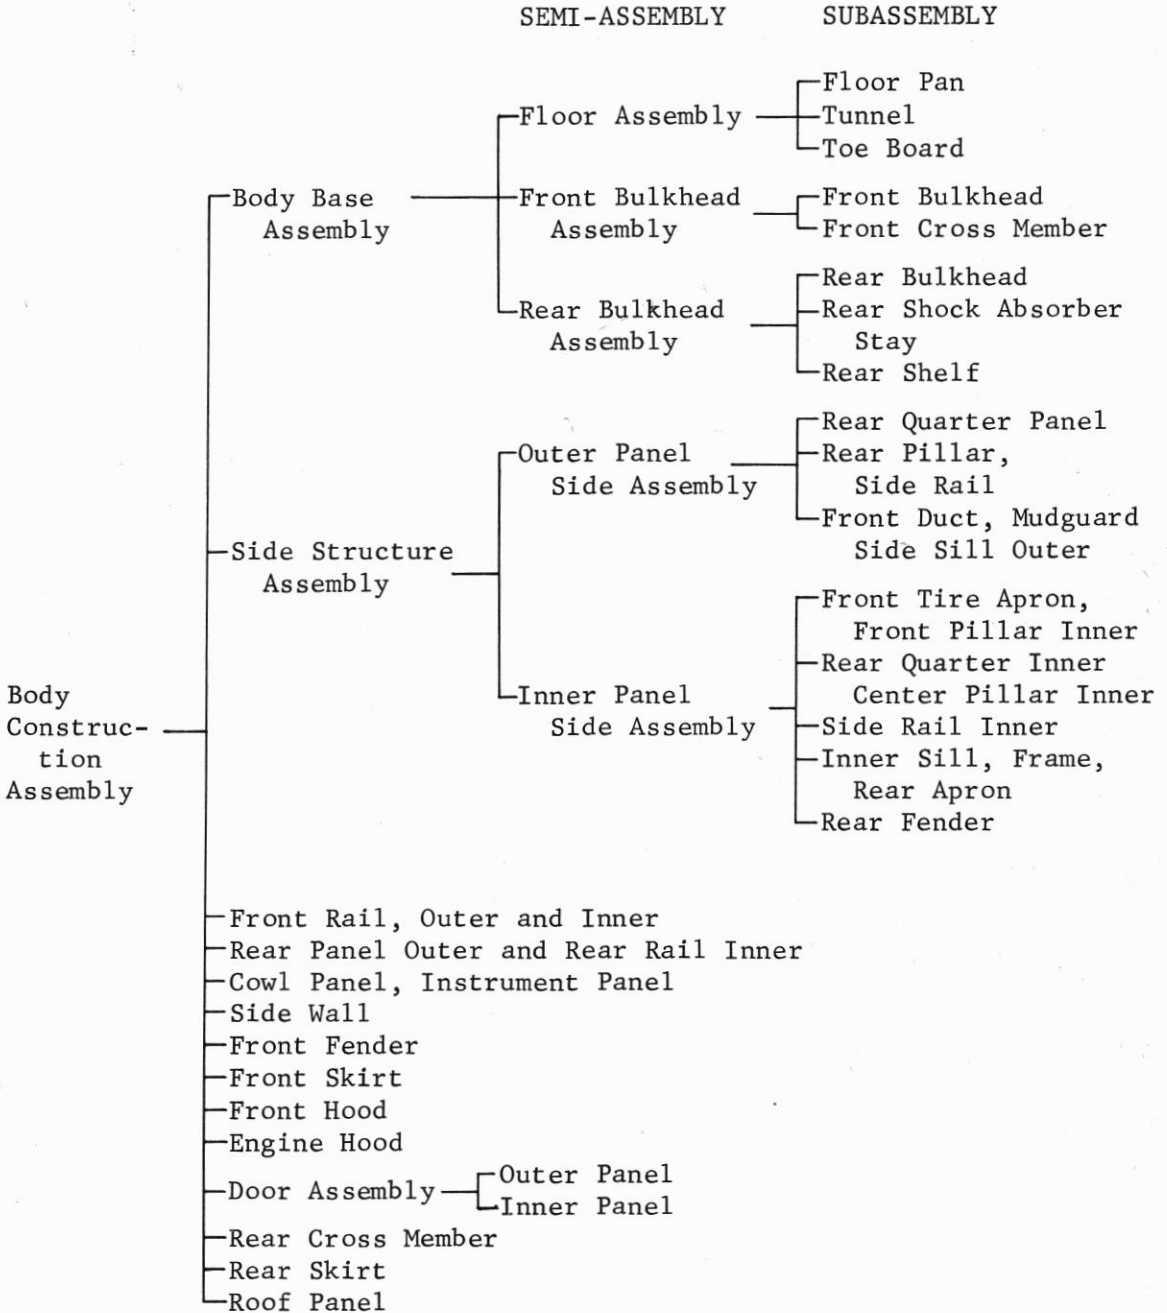 SEMI-ASSEMBLY SUBASSEMBLY
Floor Pan
Floor Assembly Tunnel
Toe Board
Body Base Front Bulkhead Front Bulkhead
Assembly Assembly Front Cross Member
Rear Bulkhead
Rear Bulkhead Rear Shock Absorber
Assembly Stay
Rear Shelf
Rear Quarter Panel
Outer Panel Rear Pillar,
Side Assembly Side Rail
Front Duct, Mudguard
Side Structure Side Sill Outer
Assembly
Front Tire Apron,
Front Pillar Inner
Rear Quarter Inner
Body Inner Panel Center Pillar Inner
Construc- Side Assembly Side Rail Inner
tion Inner Sill, Frame,
Assembly Rear Apron
Rear Fender
Front Rail, Outer and Inner
Rear Panel Outer and Rear Rail Inner
Cowl Panel, Instrument Panel
Side Wall
Front Fender
Front Skirt
Front Hood
Engine Hood
Outer Panel
Door Assembly
Inner Panel
Rear Cross Member
Rear Skirt
Roof Panel